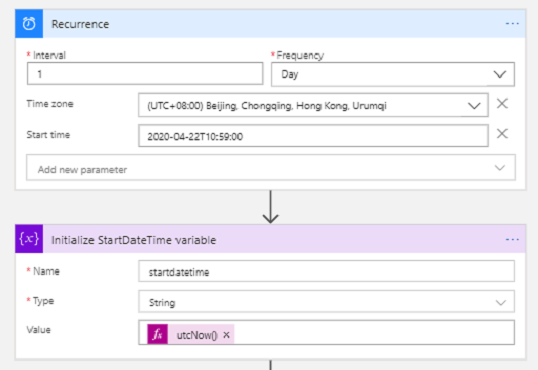 Recurrence
* Interval
* Frequency
1
Day
Time zone
(UTC+08:00) Beijing, Chongqing, Hong Kong, Urumqi
Start time
2020-04-22T10:59:00
Add new parameter
{x} Initialize StartDateTime variable
* Name
startdatetime
* Type
String
Value
fx utcNow() ×